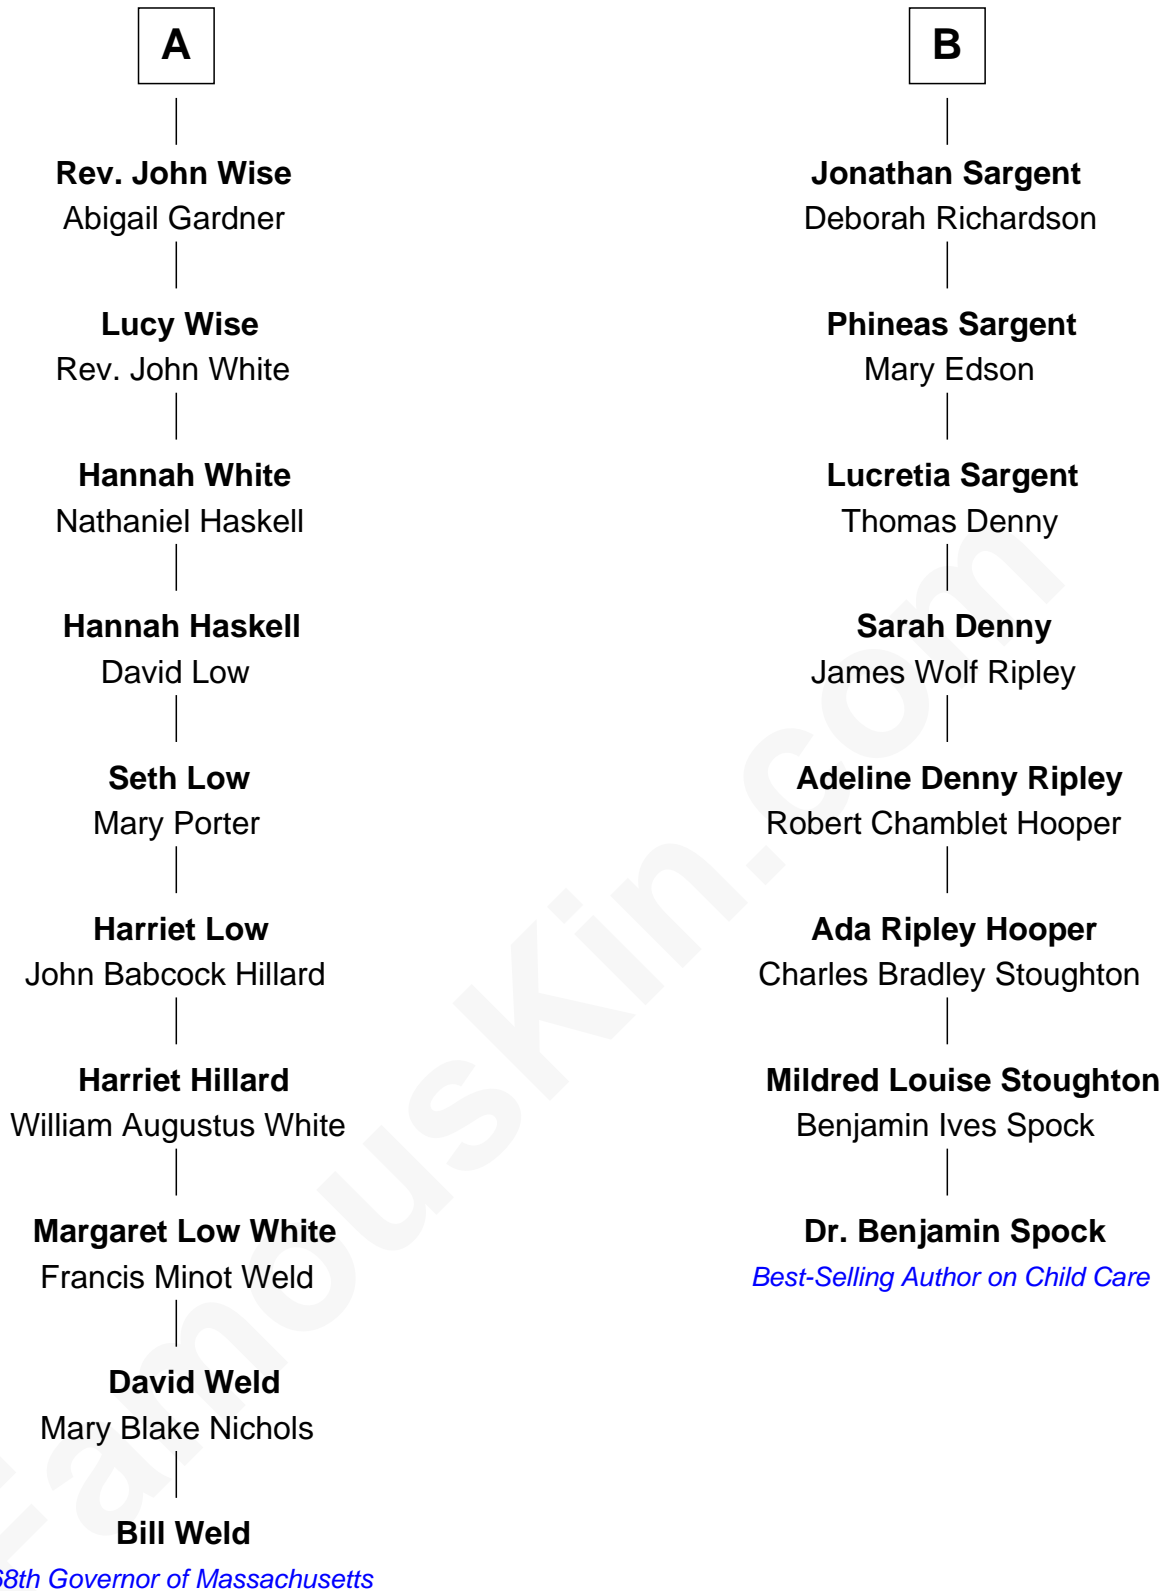 A
Rev. John Wise
Abigail Gardner
Lucy Wise
Rev. John White
Hannah White
Nathaniel Haskell
Hannah Haskell
David Low
Seth Low
Mary Porter
Harriet Low
John Babcock Hillard
Harriet Hillard
William Augustus White
Margaret Low White
Francis Minot Weld
David Weld
Mary Blake Nichols
Bill Weld
68th Governor of Massachusetts
B
Jonathan Sargent
Deborah Richardson
Phineas Sargent
Mary Edson
Lucretia Sargent
Thomas Denny
Sarah Denny
James Wolf Ripley
Adeline Denny Ripley
Robert Chamblet Hooper
Ada Ripley Hooper
Charles Bradley Stoughton
Mildred Louise Stoughton
Benjamin Ives Spock
Dr. Benjamin Spock
Best-Selling Author on Child Care
FamousKin.com